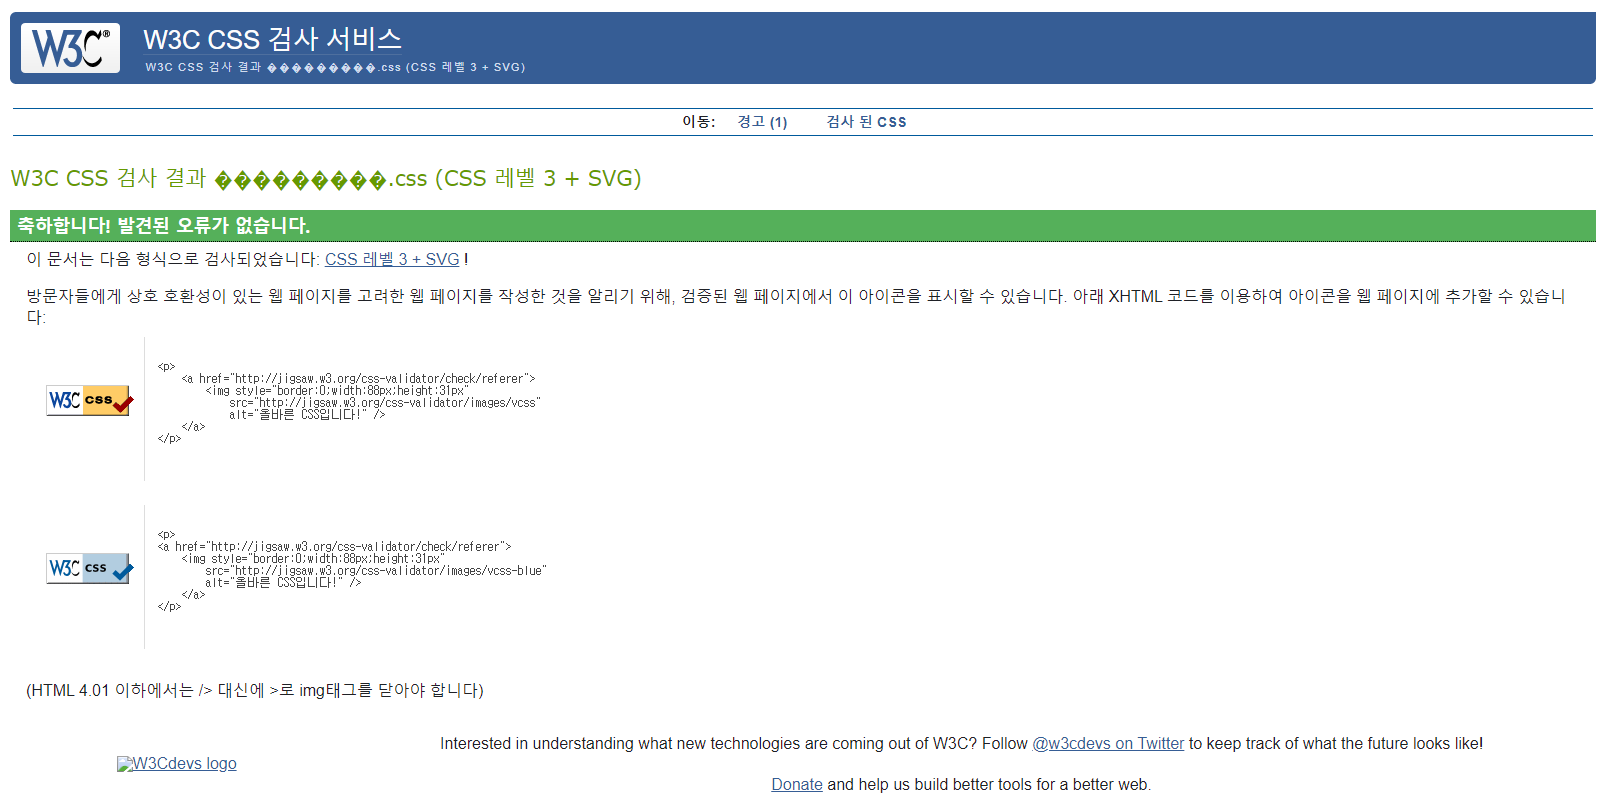 W3C®
W3C CSS 검사 서비스
W3C CSS 검사 결과 ���������.css (CSS 레벨 3 + SVG)
이동: 경고 (1) 검사 된 CSS
W3C CSS 검사 결과 ���������.css (CSS 레벨 3 + SVG)
축하합니다! 발견된 오류가 없습니다.
이 문서는 다음 형식으로 검사되었습니다: CSS 레벨 3 + SVG !
방문자들에게 상호 호환성이 있는 웹 페이지를 고려한 웹 페이지를 작성한 것을 알리기 위해, 검증된 웹 페이지에서 이 아이콘을 표시할 수 있습니다. 아래 XHTML 코드를 이용하여 아이콘을 웹 페이지에 추가할 수 있습니
다:
W3C css
<p>
<a href="http://jigsaw.w3.org/css-validator/check/referer">
<img style="border:0;width:88px;height:31px"
src="http://jigsaw.w3.org/css-validator/images/vcss"
alt="올바른 CSS입니다!" />
</a>
</p>
W3C css
<p>
<a href="http://jigsaw.w3.org/css-validator/check/referer">
<img style="border:0;width:88px;height:31px"
src="http://jigsaw.w3.org/css-validator/images/vcss-blue"
alt="올바른 CSS입니다!" />
</a>
</p>
(HTML 4.01 이하에서는 /> 대신에 >로 img태그를 닫아야 합니다)
W3Cdevs logo
Interested in understanding what new technologies are coming out of W3C? Follow @w3cdevs on Twitter to keep track of what the future looks like!
Donate and help us build better tools for a better web.